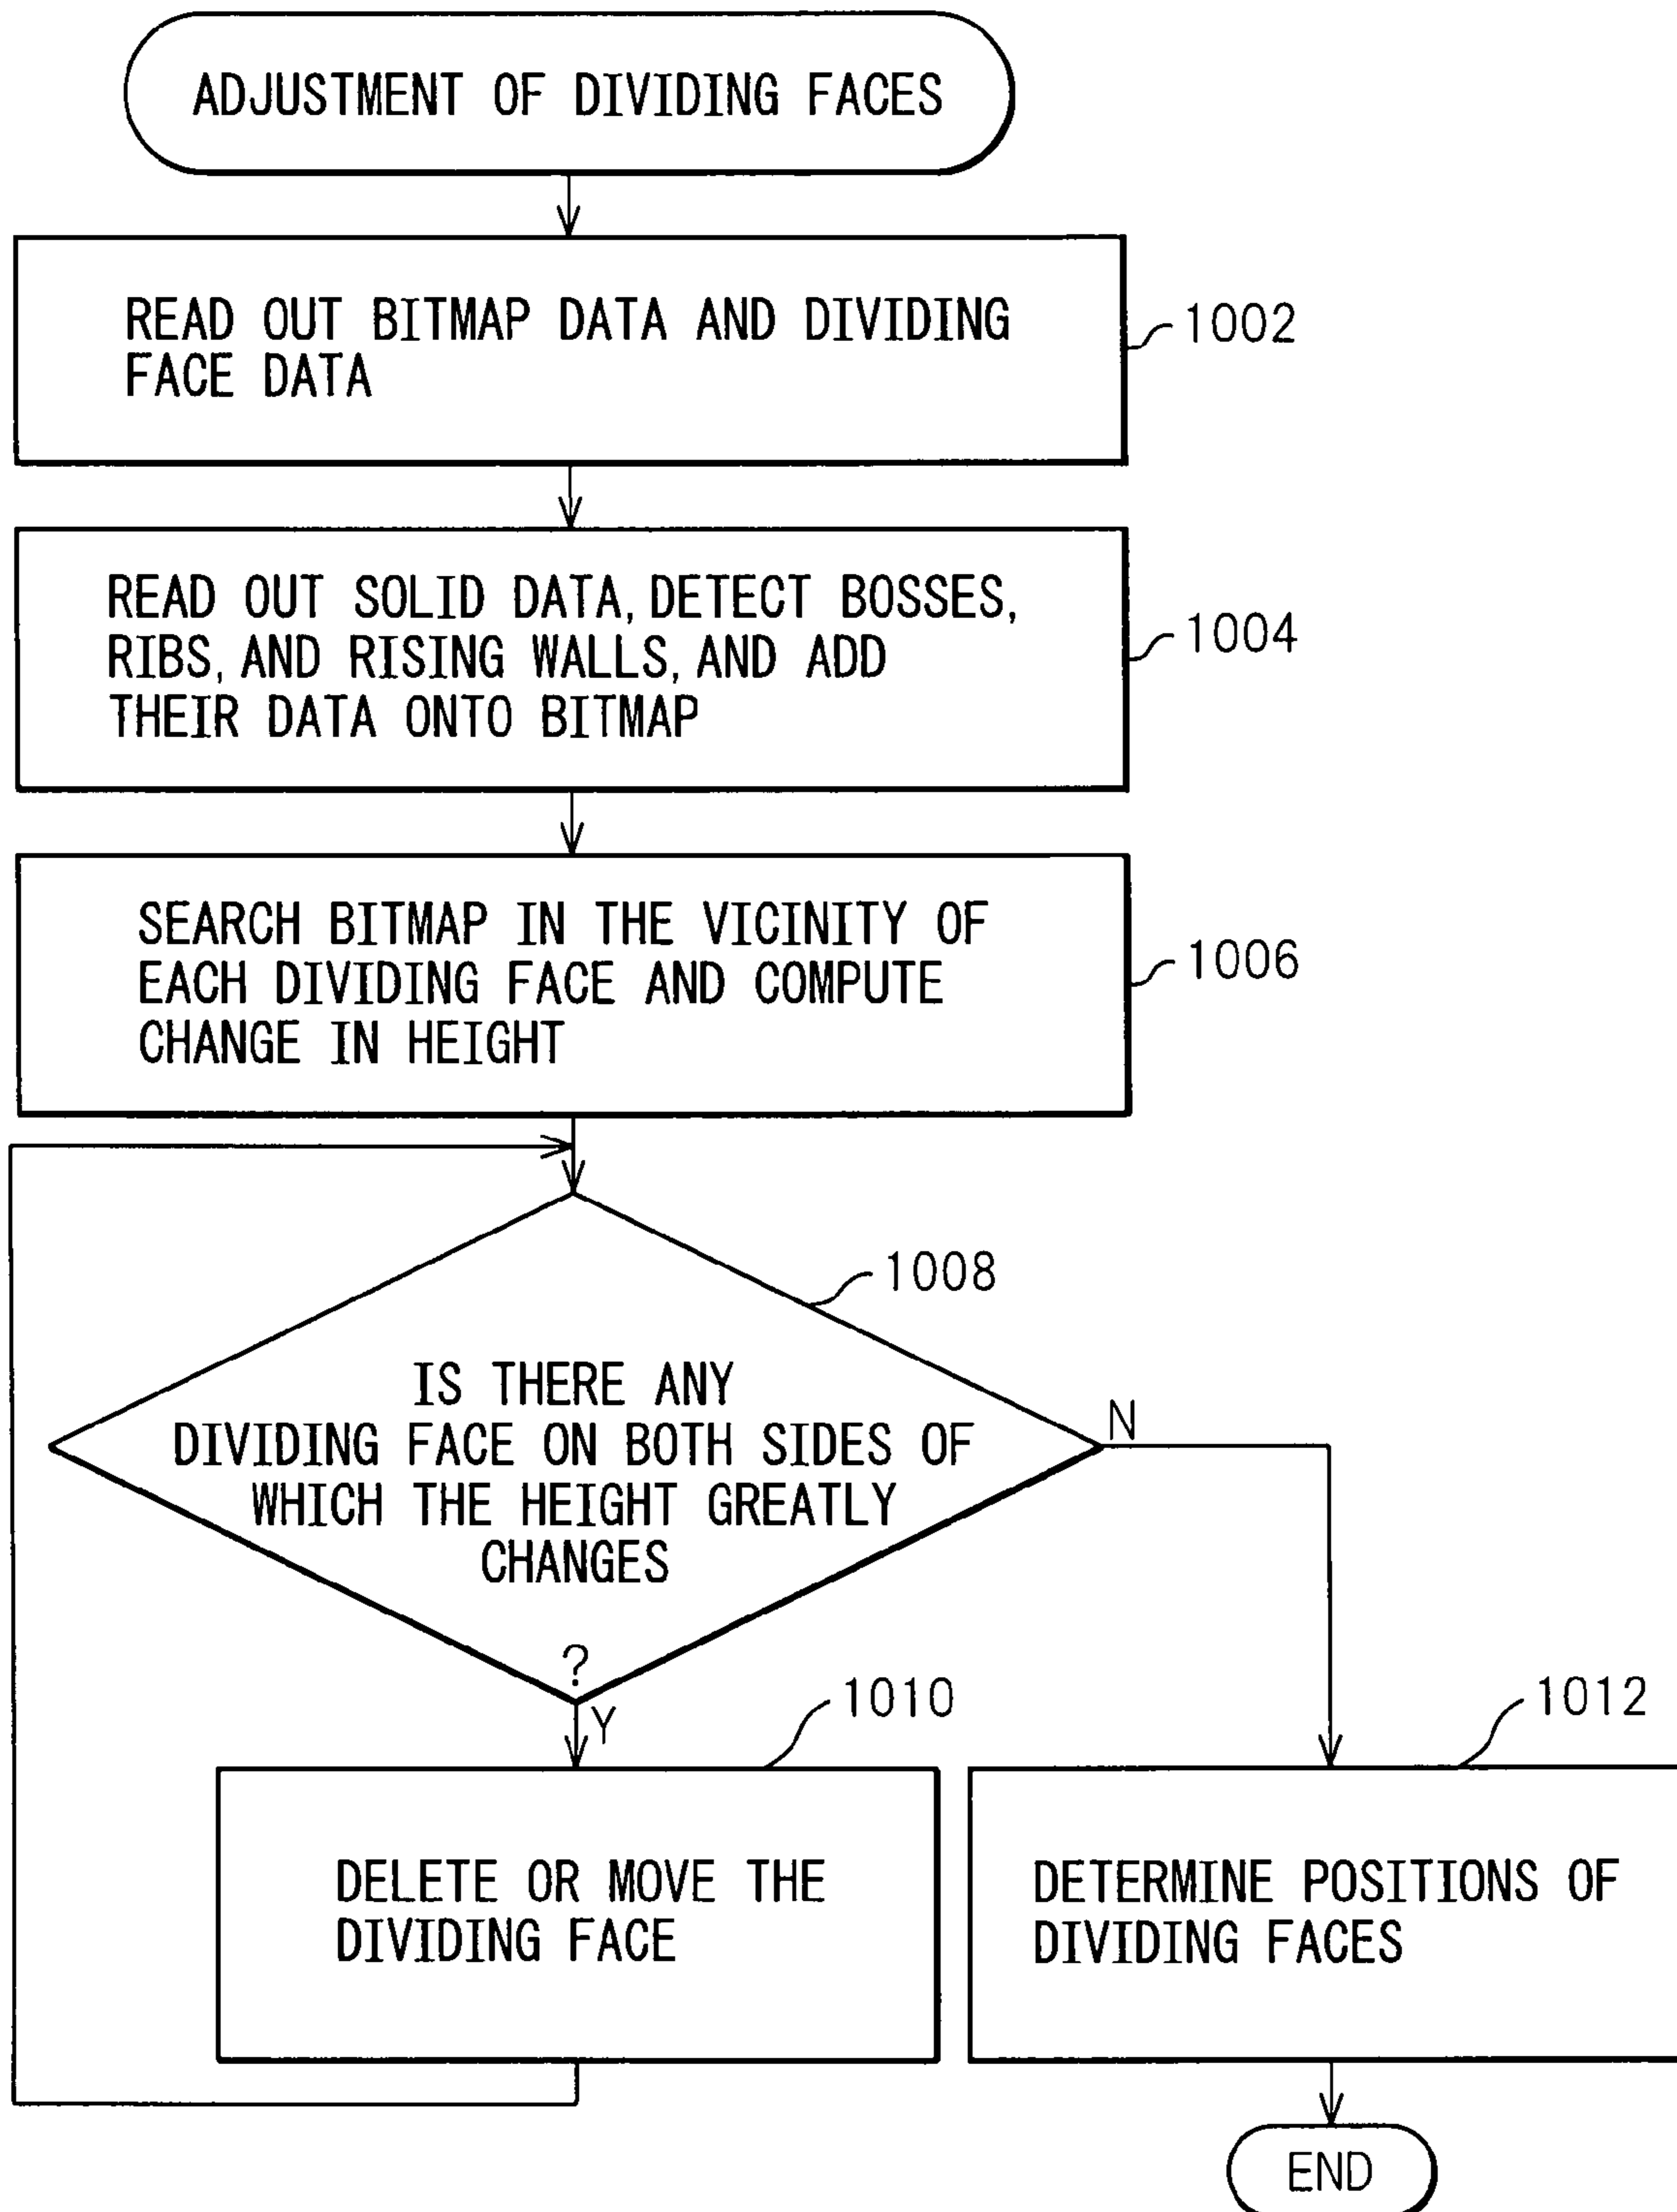 ADJUSTMENT OF DIVIDING FACES
READ OUT BITMAP DATA AND DIVIDING
FACE DATA
1002
READ OUT SOLID DATA, DETECT BOSSES,
RIBS, AND RISING WALLS, AND ADD
THEIR DATA ONTO BITMAP
1004
SEARCH BITMAP IN THE VICINITY OF
EACH DIVIDING FACE AND COMPUTE
CHANGE IN HEIGHT
1006
1008
IS THERE ANY
DIVIDING FACE ON BOTH SIDES OF
WHICH THE HEIGHT GREATLY
CHANGES
?
N
Y
1010
DELETE OR MOVE THE
DIVIDING FACE
1012
DETERMINE POSITIONS OF
DIVIDING FACES
END